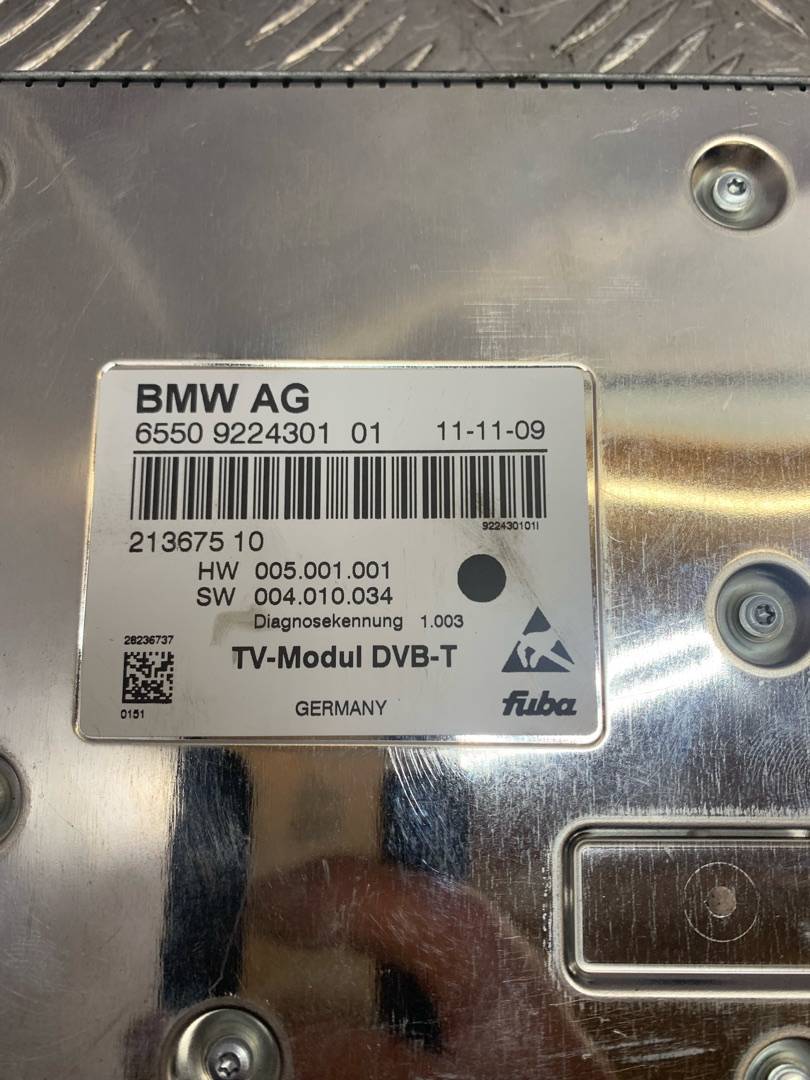 BMW AG
6550 9224301 01 11-11-09
922430101I
213675 10
HW 005.001.001
SW 004.010.034
Diagnosekennung 1.003
28236737
TV-Modul DVB-T
0151
GERMANY
fuba